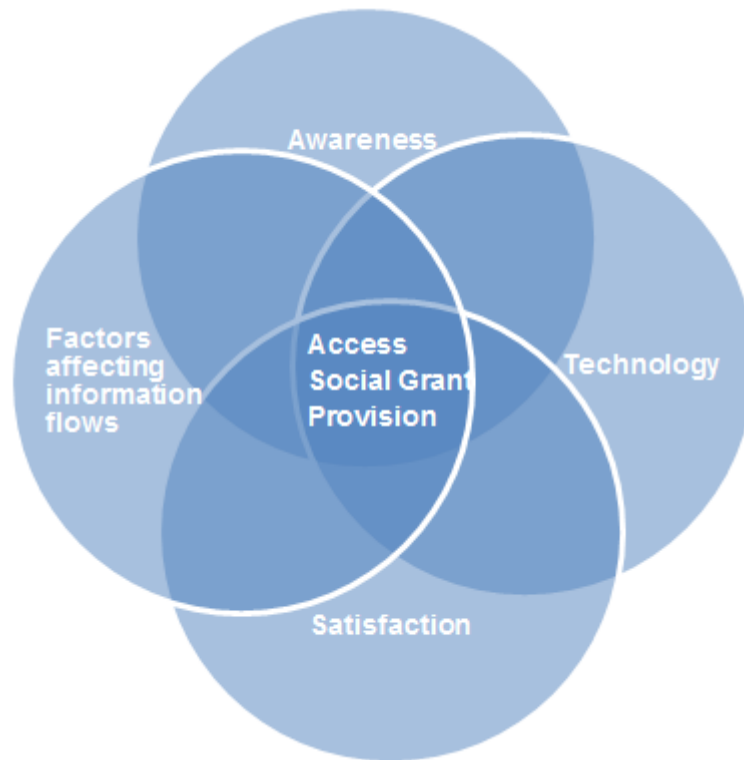 Awareness
Factors
affecting
information
flows
Access
Social Grant
Provision
Technology
Satisfaction